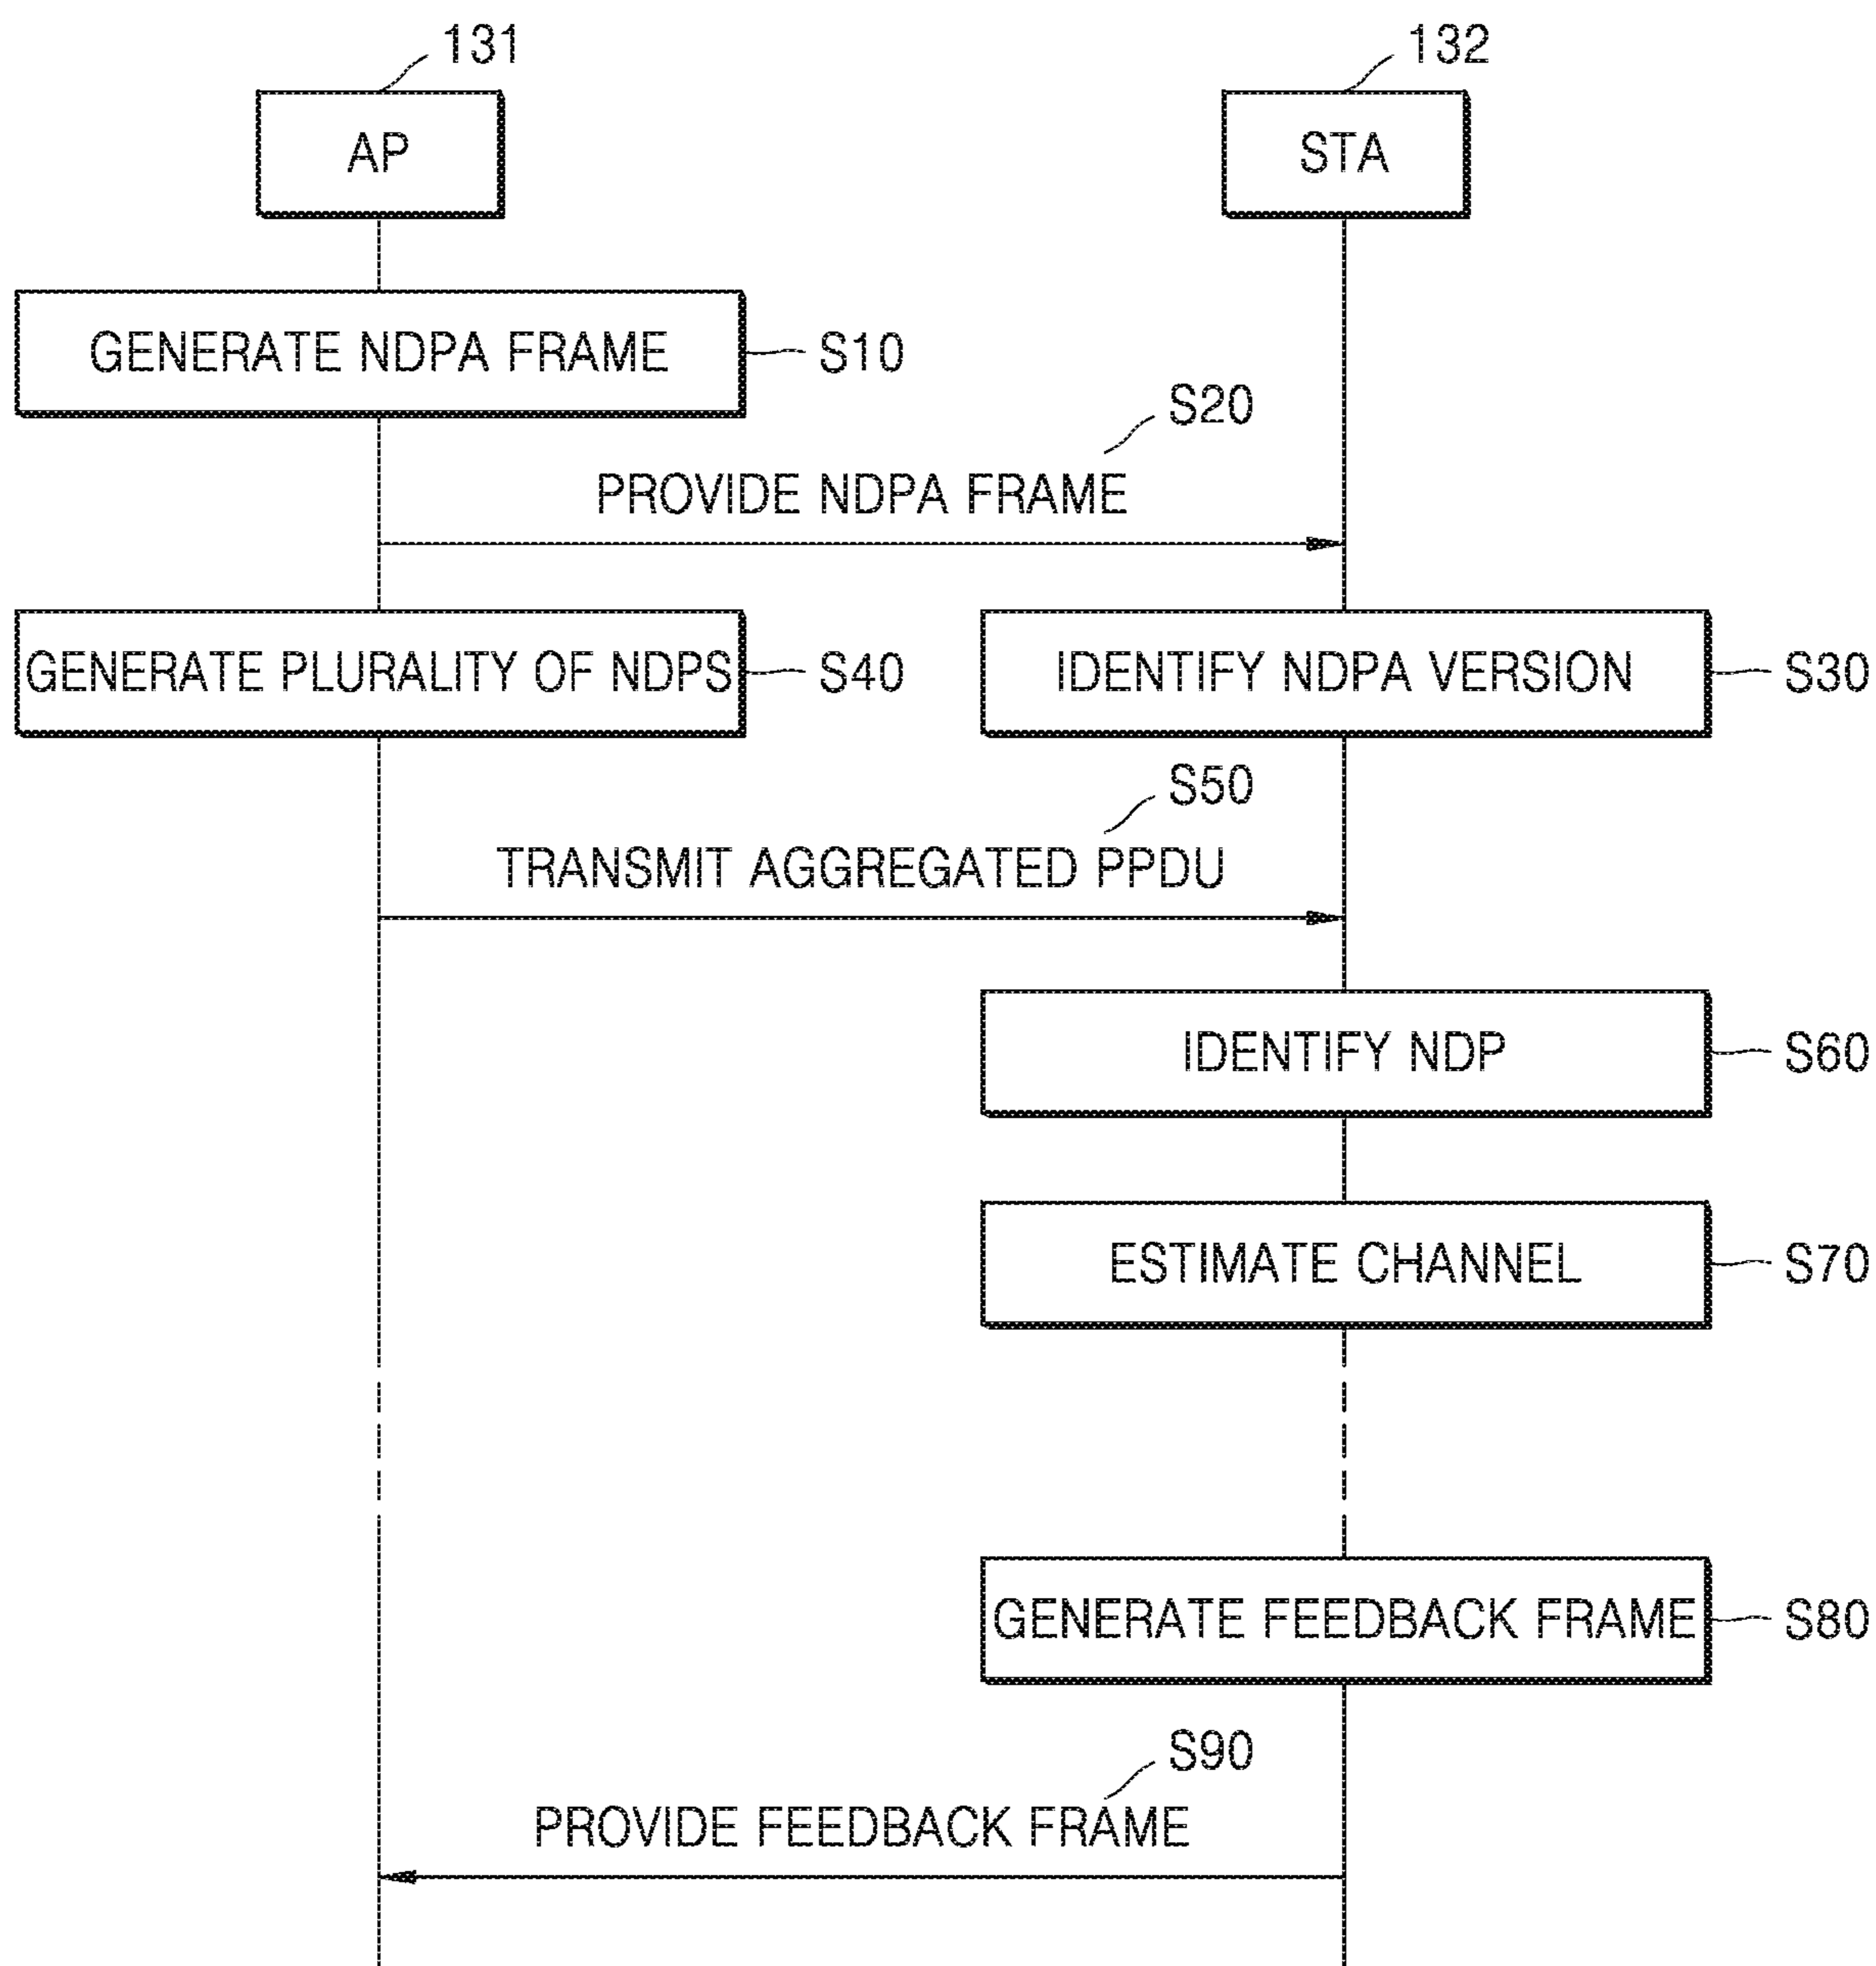 131
132
AP
STA
GENERATE NDPA FRAME
S10
S20
PROVIDE NDPA FRAME
GENERATE PLURALITY OF NDPS
S40
IDENTIFY NDPA VERSION
S30
S50
TRANSMIT AGGREGATED PPDU
IDENTIFY NDP
S60
ESTIMATE CHANNEL
S70
GENERATE FEEDBACK FRAME
S80
S90
PROVIDE FEEDBACK FRAME